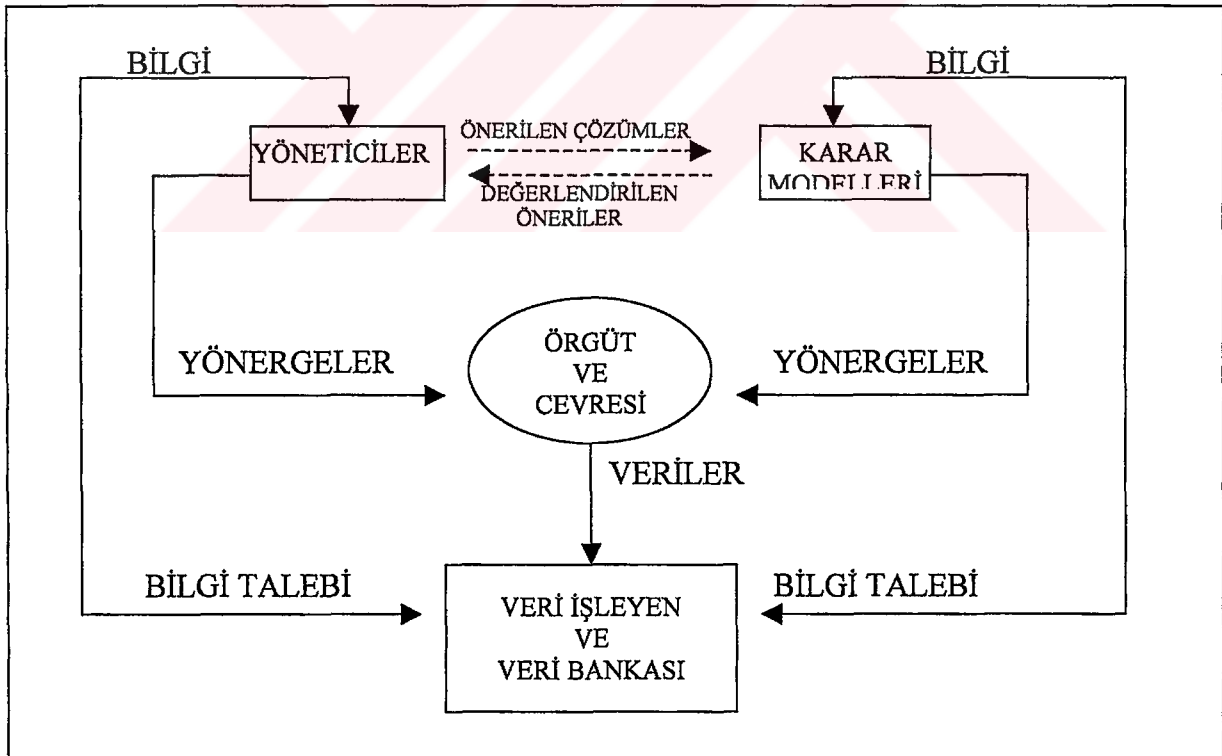 BİLGİ
BİLGİ
YÖNETİCİLER
ÖNERİLEN ÇÖZÜMLER
DEĞERLENDİRİLEN
ÖNERİLER
KARAR
MODELLERİ
YÖNERGELER
ÖRGÜT
VE
CEVRESİ
YÖNERGELER
VERİLER
BİLGİ TALEBİ
VERİ İŞLEYEN
VE
VERİ BANKASI
BİLGİ TALEBİ